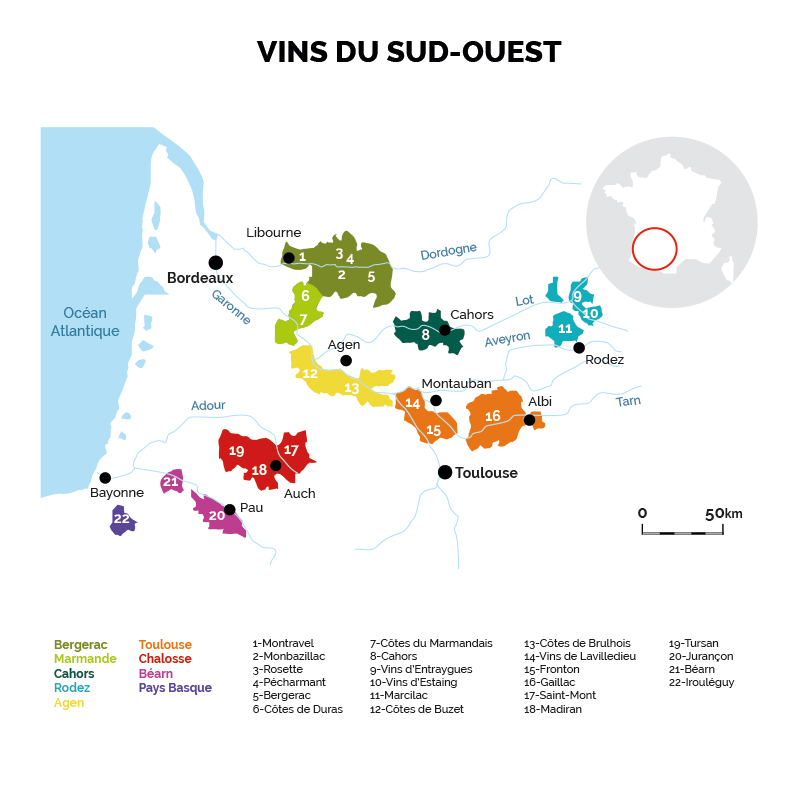 VINS DU SUD-OUEST
Libourne
Bordeaux
Dordogne
Garonne
Océan
Atlantique
Lot
Cahors
Aveyron
Rodez
Agen
Montauban
Albi
Tarn
Adour
Toulouse
Bayonne
Auch
Pau
1
2
3
4
5
6
7
8
9
10
11
12
13
14
15
16
17
18
19
20
21
22
0 50km
Bergerac
Marmande
Cahors
Rodez
Agen
Toulouse
Chalosse
Béarn
Pays Basque
1-Montravel
2-Monbazillac
3-Rosette
4-Pécharmant
5-Bergerac
6-Côtes de Duras
7-Côtes du Marmandais
8-Cahors
9-Vins d'Entraygues
10-Vins d'Estaing
11-Marcilac
12-Côtes de Buzet
13-Côtes de Brulhois
14-Vins de Lavilledieu
15-Fronton
16-Gaillac
17-Saint-Mont
18-Madiran
19-Tursan
20-Jurançon
21-Béarn
22-Irouléguy